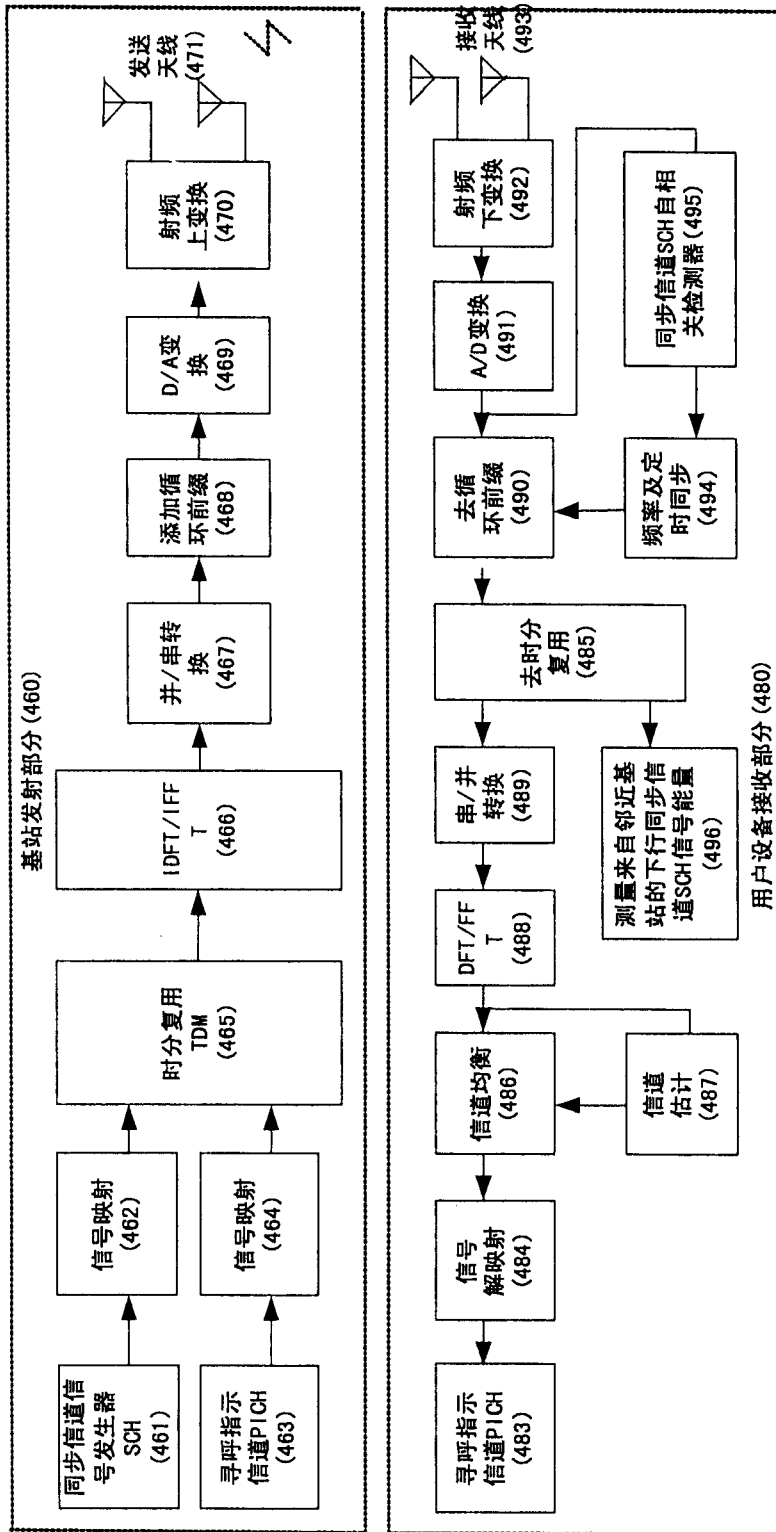 基站发射部分(460)
同步信道信
号发生器
SCH
(461)
信号映射
(462)
寻呼指示
信道PICH
(463)
信号映射
(464)
时分复用
TDM
(465)
IDFT/IFF
T
(466)
并/串转
换
(467)
添加循
环前缀
(468)
D/A变
换
(469)
射频
上变换
(470)
发送
天线
(471)
接收
天线
(493)
射频
下变换
(492)
A/D变换
(491)
去循
环前缀
(490)
同步信道SCH自相
关检测器(495)
频率及定
时同步
(494)
去时分
复用
(485)
串/并
转换
(489)
测量来自邻近基
站的下行同步信
道SCH信号能量
(496)
DFT/FF
T
(488)
信道均衡
(486)
信道
估计
(487)
信号
解映射
(484)
寻呼指示
信道PICH
(483)
用户设备接收部分(480)